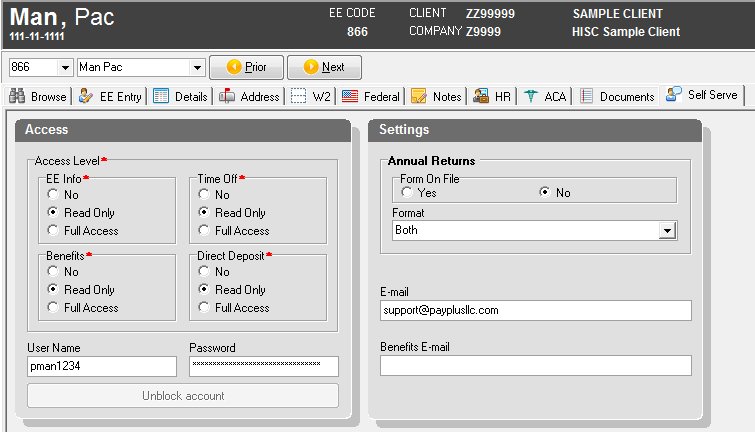 Man, Pac
111-11-1111
EE CODE CLIENT ZZ99999 SAMPLE CLIENT
866 COMPANY Z9999 HISC Sample Client
866 Man Pac Prior Next
Browse EE Entry Details Address W2 Federal Notes HR ACA Documents Self Serve
Access
Access Level*
EE Info*
No
Read Only
Full Access
Time Off*
No
Read Only
Full Access
Benefits*
No
Read Only
Full Access
Direct Deposit*
No
Read Only
Full Access
User Name
pman1234
Password
Unblock account
Settings
Annual Returns
Form On File
Yes No
Format
Both
E-mail
support@payplusllc.com
Benefits E-mail